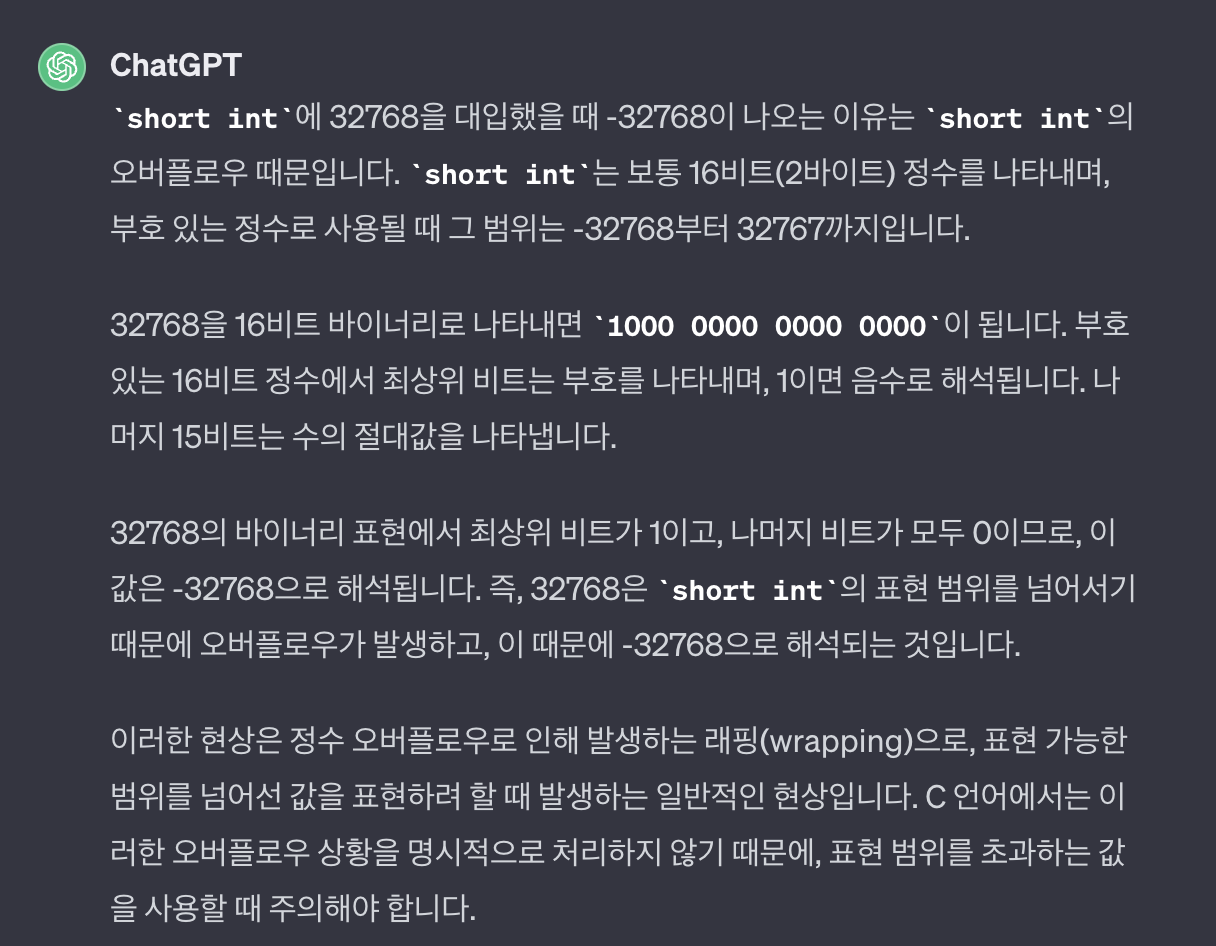 ChatGPT
`short int`에 32768을 대입했을 때 -32768이 나오는 이유는 `short int`의
오버플로우 때문입니다. `short int`는 보통 16비트(2바이트) 정수를 나타내며,
부호 있는 정수로 사용될 때 그 범위는 -32768부터 32767까지입니다.
32768을 16비트 바이너리로 나타내면 `1000 0000 0000 0000`이 됩니다. 부호
있는 16비트 정수에서 최상위 비트는 부호를 나타내며, 1이면 음수로 해석됩니다. 나
머지 15비트는 수의 절대값을 나타냅니다.
32768의 바이너리 표현에서 최상위 비트가 1이고, 나머지 비트가 모두 0이므로, 이
값은 -32768으로 해석됩니다. 즉, 32768은 `short int`의 표현 범위를 넘어서기
때문에 오버플로우가 발생하고, 이 때문에 -32768으로 해석되는 것입니다.
이러한 현상은 정수 오버플로우로 인해 발생하는 래핑(wrapping)으로, 표현 가능한
범위를 넘어선 값을 표현하려 할 때 발생하는 일반적인 현상입니다. C 언어에서는 이
러한 오버플로우 상황을 명시적으로 처리하지 않기 때문에, 표현 범위를 초과하는 값
을 사용할 때 주의해야 합니다.